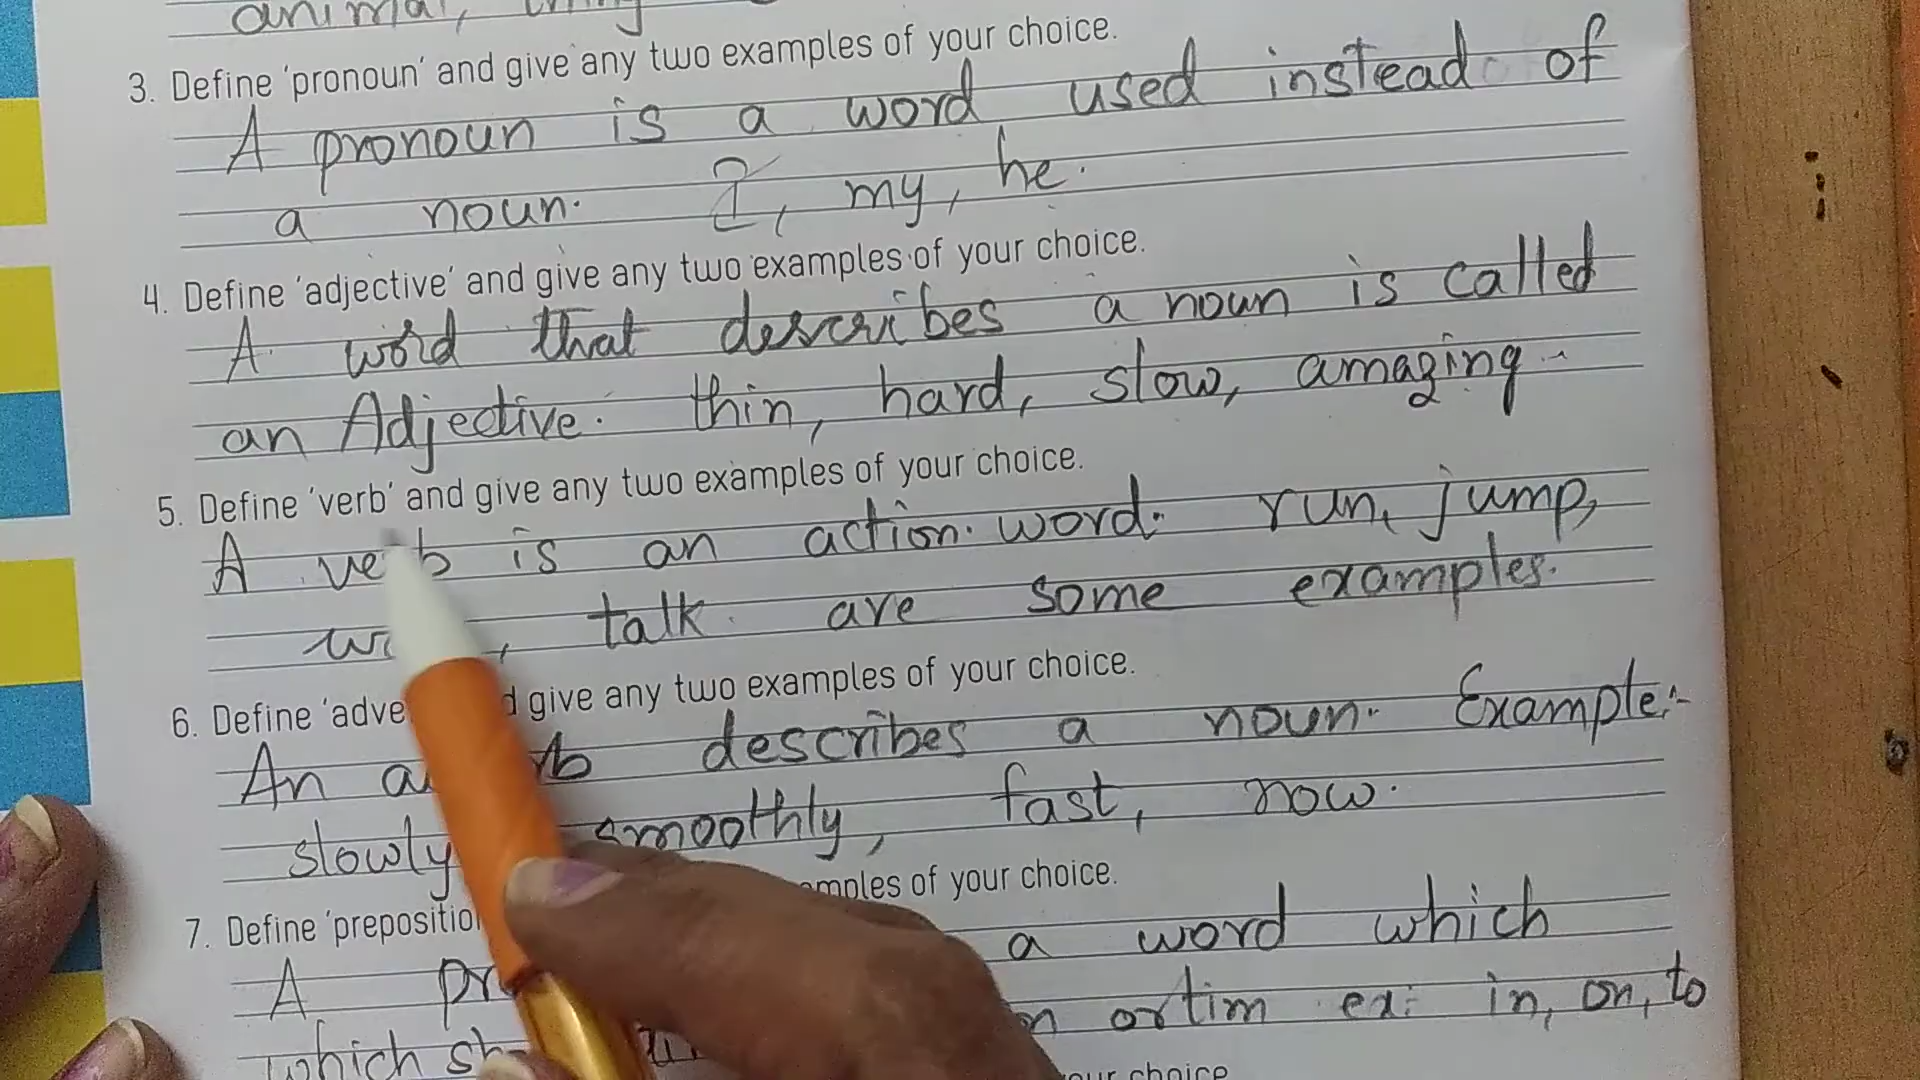 3. Define 'pronoun' and give any two examples of your choice.
A pronoun is a word used instead of
a noun. I, my, he.
4. Define 'adjective' and give any two examples of your choice.
A word that describes a noun is called
an Adjective. thin, hard, slow, amazing.
5. Define 'verb' and give any two examples of your choice.
A verb is an action word. run, jump,
talk are some examples.
6. Define give any two examples of your choice.
An describes a noun. Example:-
slowly smoothly, fast, now.
7. Define of your choice.
A a word which
ortim ex: in, on, to
which